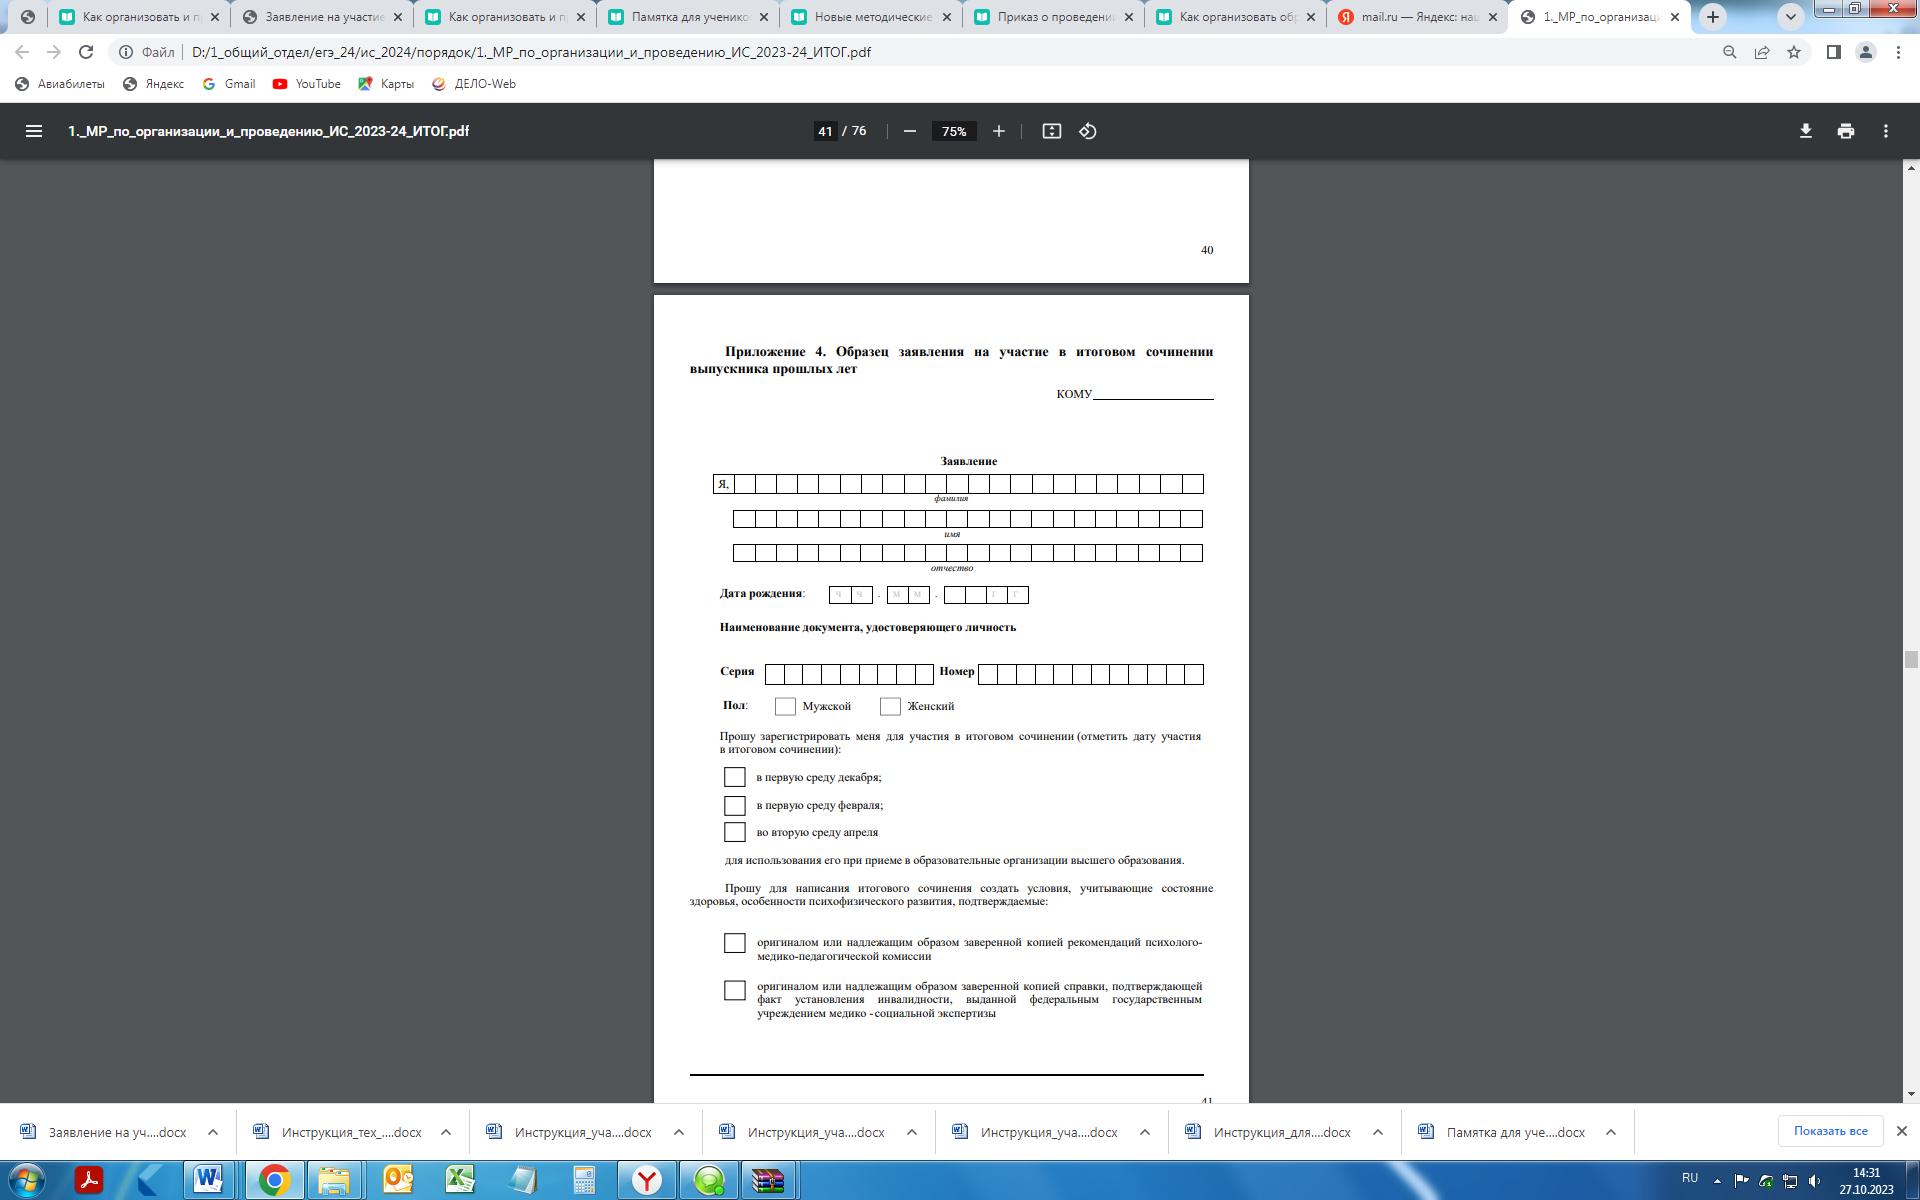 Как организовать и п
Заявление на участие
Как организовать и п
Памятка для ученико
Новые методические
Приказ о проведени
Как организовать об
mail.ru — Яндекс: на
1._МР_по_организаци
Файл D:/1_общий_отдел/егэ_24/ис_2024/порядок/1._МР_по_организации_и_проведению_ИС_2023-24_ИТОГ.pdf
Авиабилеты Яндекс Gmail YouTube Карты ДЕЛО-Web
1._МР_по_организации_и_проведению_ИС_2023-24_ИТОГ.pdf 41 / 76 75%
40
Приложение 4. Образец заявления на участие в итоговом сочинении
выпускника прошлых лет
КОМУ
Заявление
Я,
фамилия
имя
отчество
Дата рождения: ч ч . м м . г г
Наименование документа, удостоверяющего личность
Серия Номер
Пол: Мужской Женский
Прошу зарегистрировать меня для участия в итоговом сочинении (отметить дату участия
в итоговом сочинении):
в первую среду декабря;
в первую среду февраля;
во вторую среду апреля
для использования его при приеме в образовательные организации высшего образования.
Прошу для написания итогового сочинения создать условия, учитывающие состояние
здоровья, особенности психофизического развития, подтверждаемые:
оригиналом или надлежащим образом заверенной копией рекомендаций психолого-
медико-педагогической комиссии
оригиналом или надлежащим образом заверенной копией справки, подтверждающей
факт установления инвалидности, выданной федеральным государственным
учреждением медико - социальной экспертизы
41
Заявление на уч....docx
Инструкция_тех_....docx
Инструкция_уча....docx
Инструкция_уча....docx
Инструкция_уча....docx
Инструкция_для....docx
Памятка для уче....docx
Показать все
RU 14:31
27.10.2023